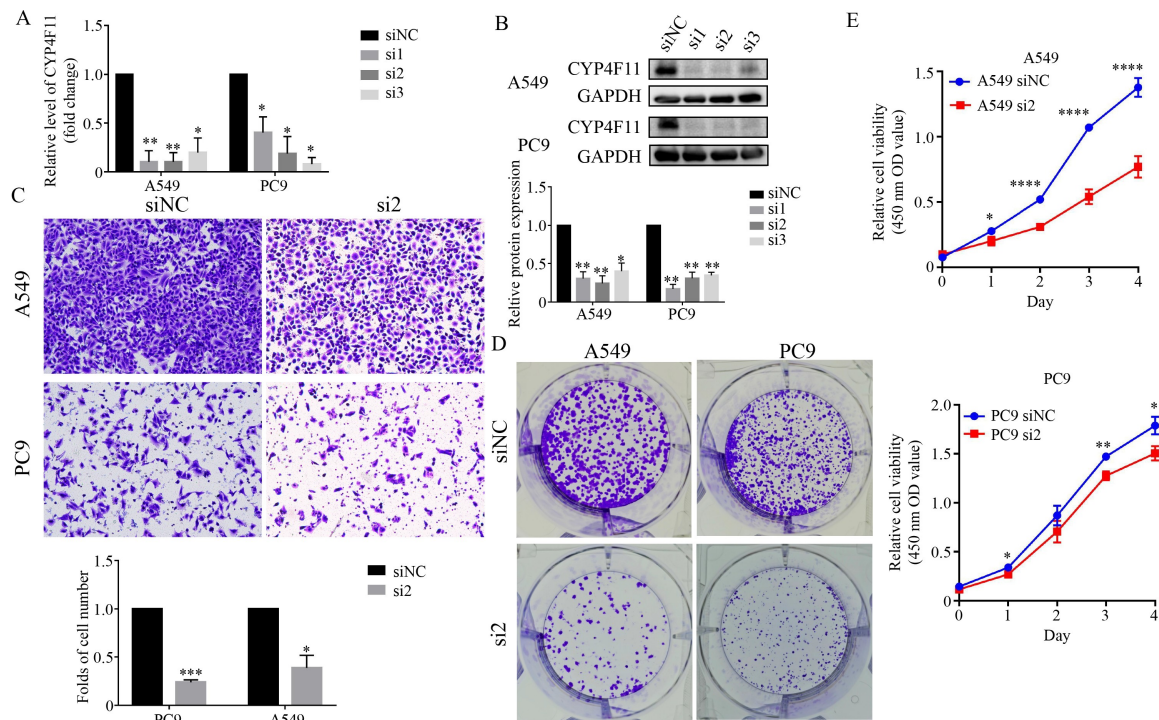 A
Relative level of CYP4F11
(fold change)
1.5
1.0
0.5
0
siNC
si1
si2
si3
**
**
*
*
*
*
A549
PC9
B
siNC
si1
si2
si3
A549
CYP4F11
GAPDH
PC9
CYP4F11
GAPDH
Reltive protein expression
1.5
1.0
0.5
0
siNC
si1
si2
si3
**
**
*
**
**
**
A549
PC9
C
siNC
si2
A549
PC9
Folds of cell number
1.5
1.0
0.5
0
siNC
si2
***
*
PC9
A549
D
A549
PC9
siNC
si2
E
A549
Relative cell viability
(450 nm OD value)
1.5
1.0
0.5
0
A549 siNC
A549 si2
*
****
****
****
0
1
2
3
4
Day
PC9
Relative cell viability
(450 nm OD value)
2.0
1.5
1.0
0.5
0
PC9 siNC
PC9 si2
*
**
*
0
1
2
3
4
Day